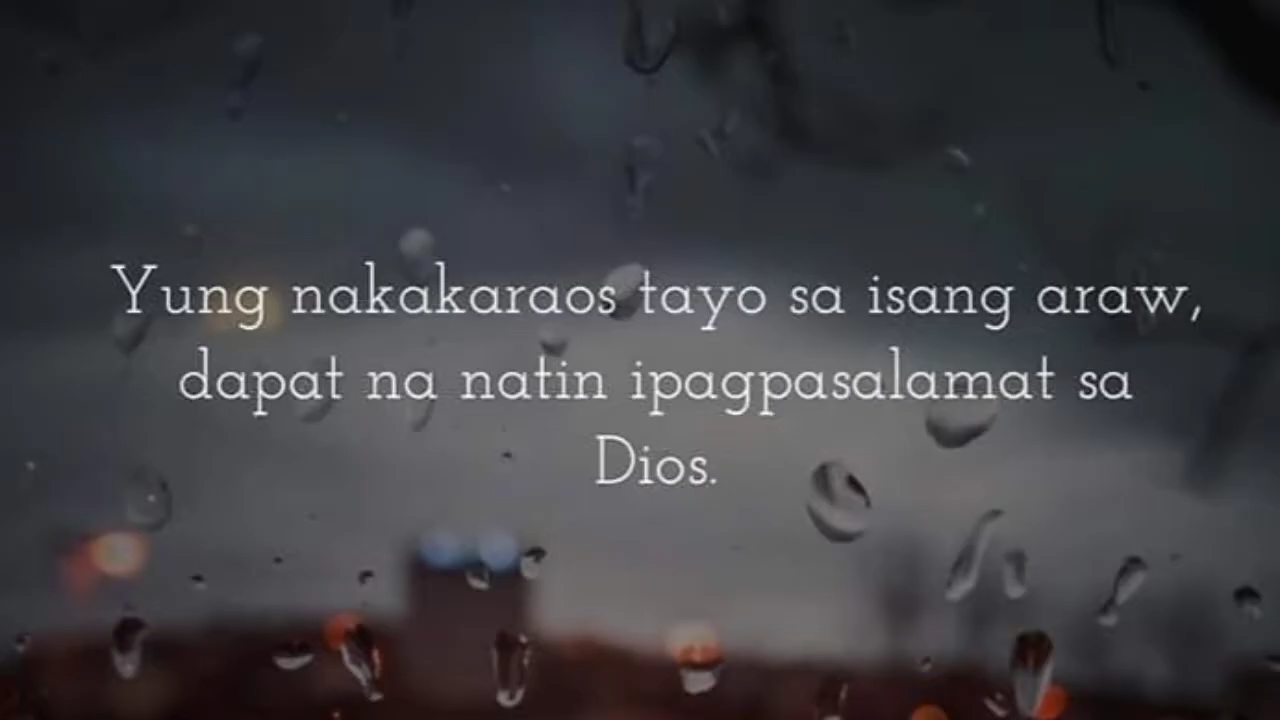 Yung nakakaraos tayo sa isang araw,
dapat na natin ipagpasalamat sa
Dios.